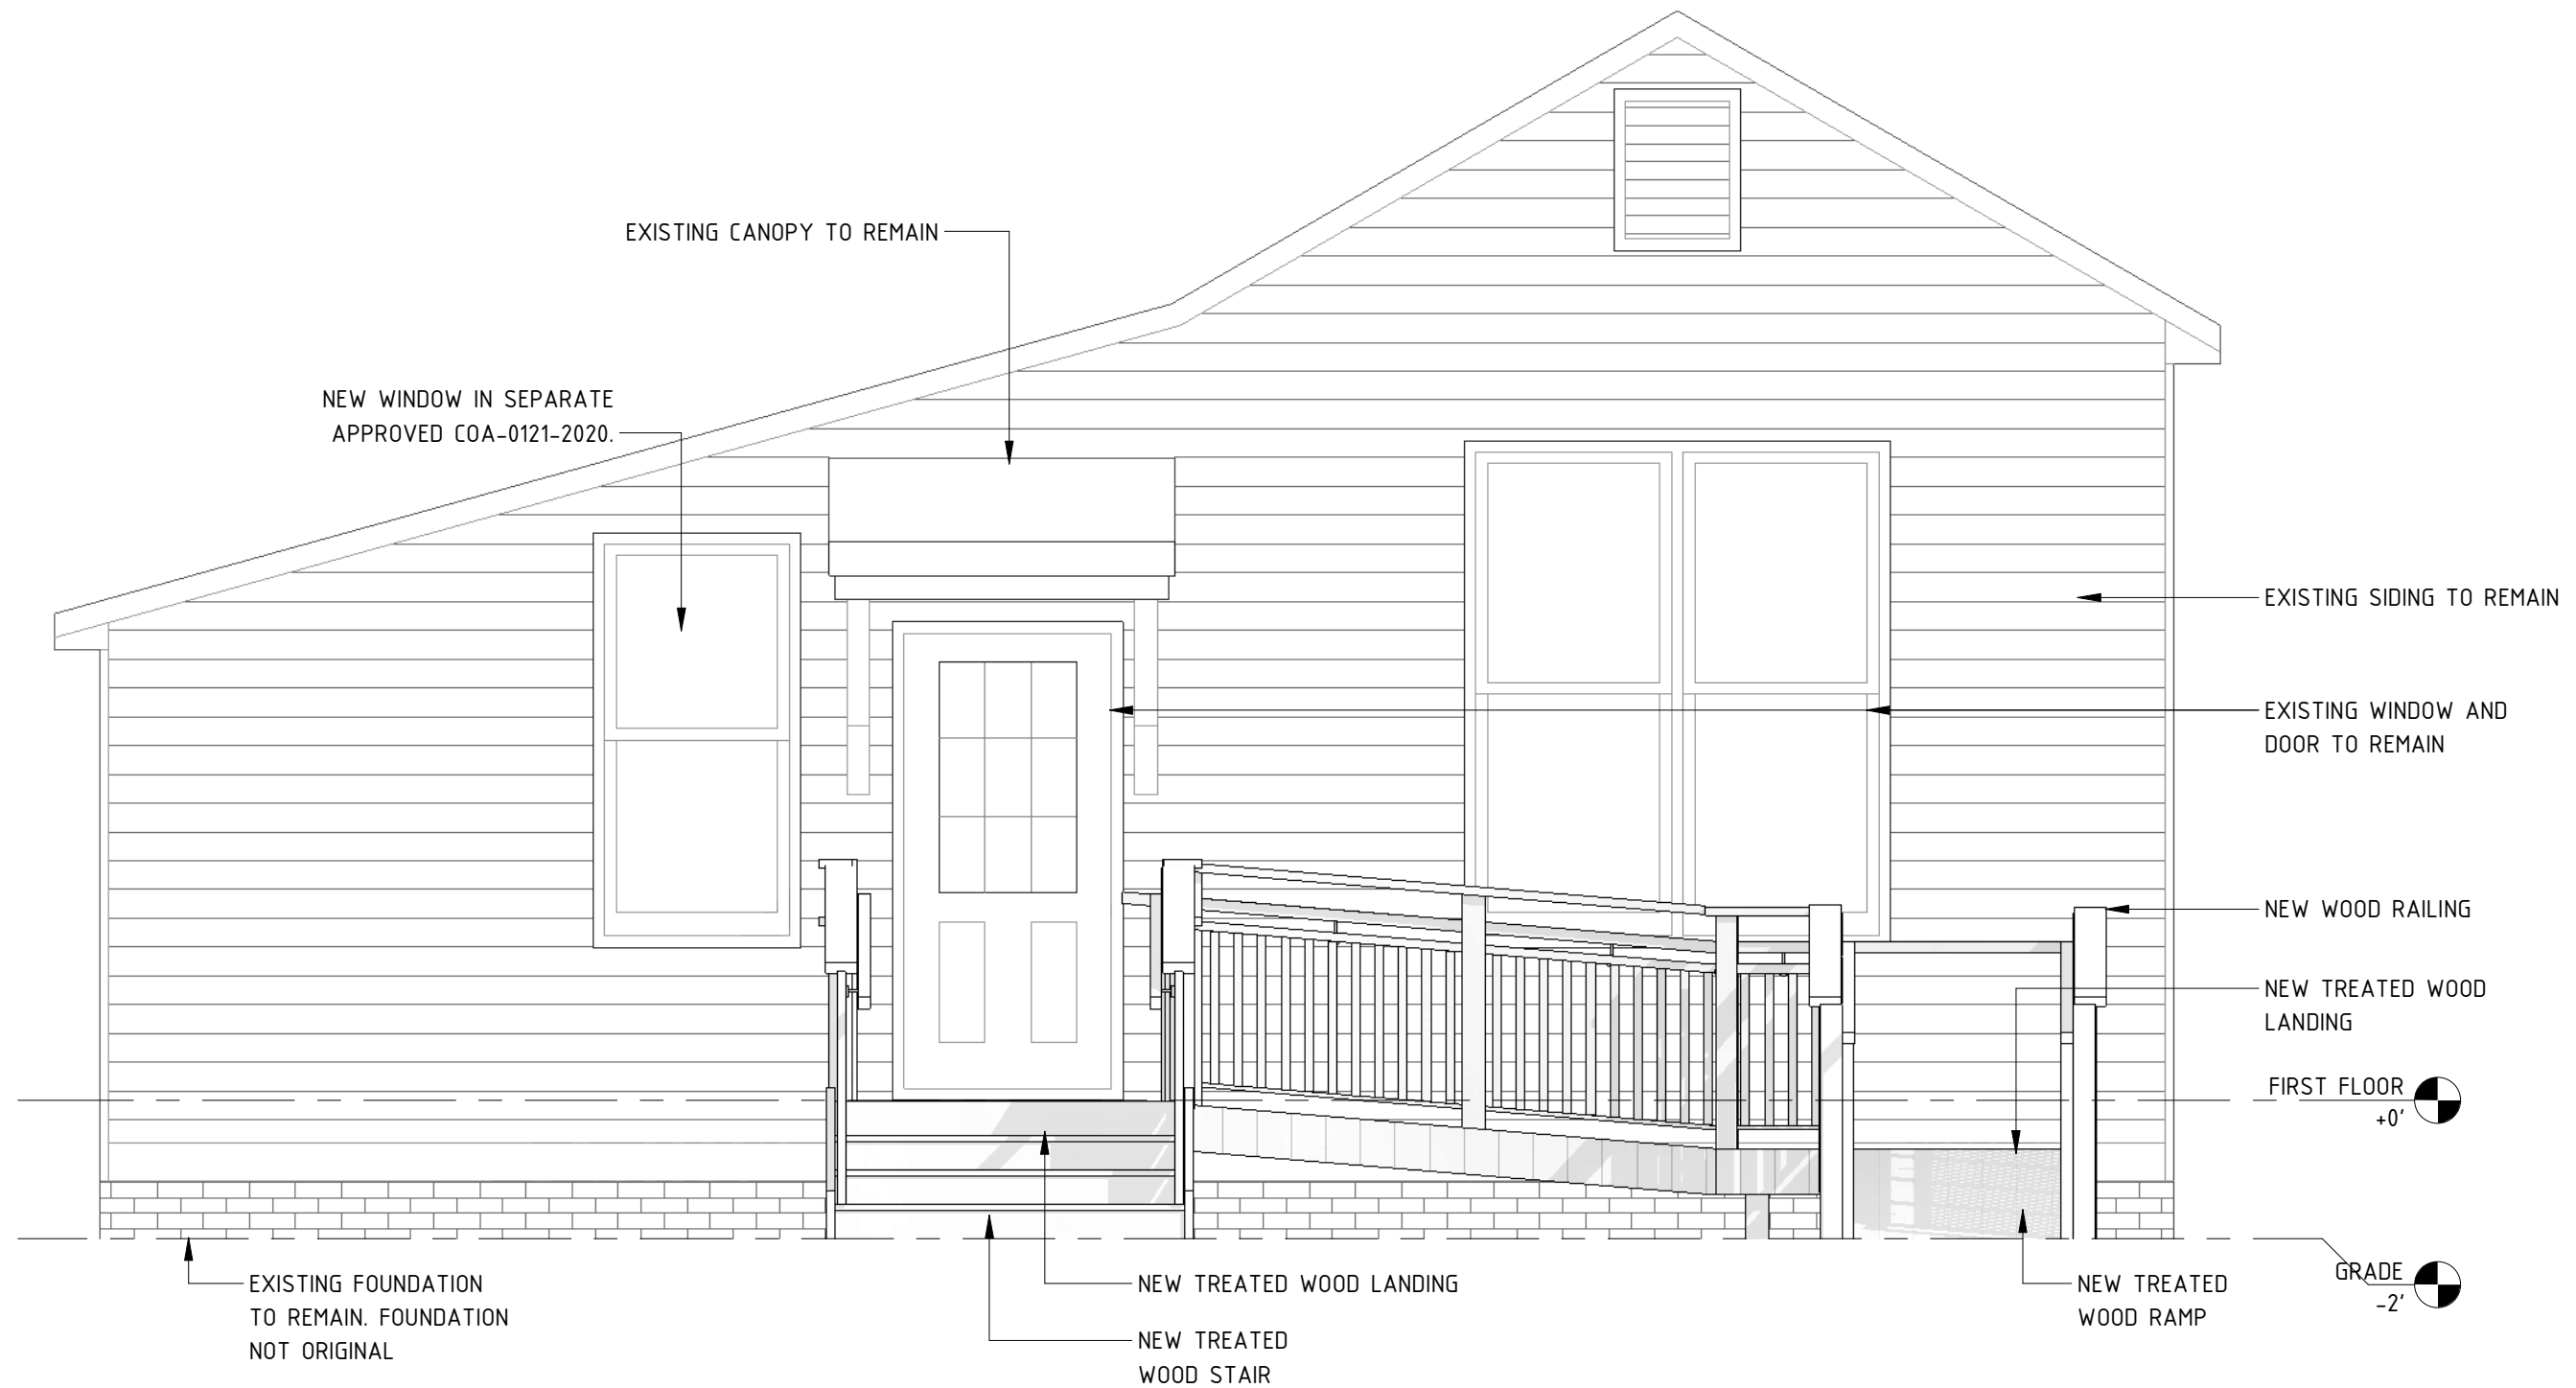 EXISTING CANOPY TO REMAIN
NEW WINDOW IN SEPARATE
APPROVED COA-0121-2020.
EXISTING SIDING TO REMAIN
EXISTING WINDOW AND
DOOR TO REMAIN
NEW WOOD RAILING
NEW TREATED WOOD
LANDING
FIRST FLOOR
+0'
GRADE
-2'
EXISTING FOUNDATION
TO REMAIN. FOUNDATION
NOT ORIGINAL
NEW TREATED WOOD LANDING
NEW TREATED
WOOD STAIR
NEW TREATED
WOOD RAMP